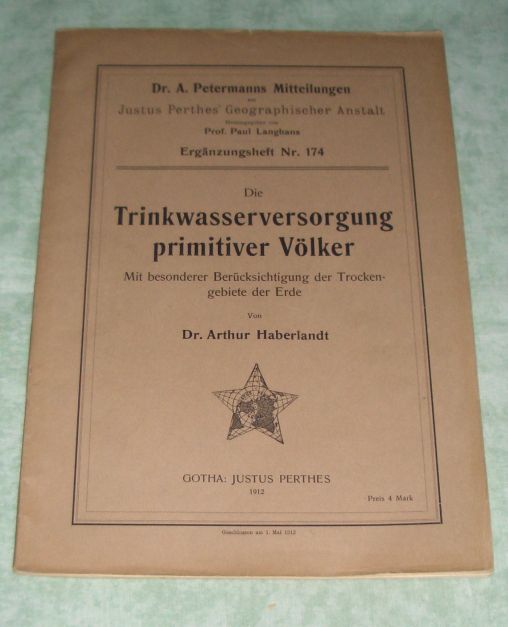 Dr. A. Petermanns Mitteilungen
aus
Justus Perthes' Geographischer Anstalt
Herausgegeben von
Prof. Paul Langhans
Ergänzungsheft Nr. 174
Die
Trinkwasserversorgung
primitiver Völker
Mit besonderer Berücksichtigung der Trocken-
gebiete der Erde
Von
Dr. Arthur Haberlandt
GOTHA: JUSTUS PERTHES
1912
Preis 4 Mark
Geschlossen am 1. Mai 1912